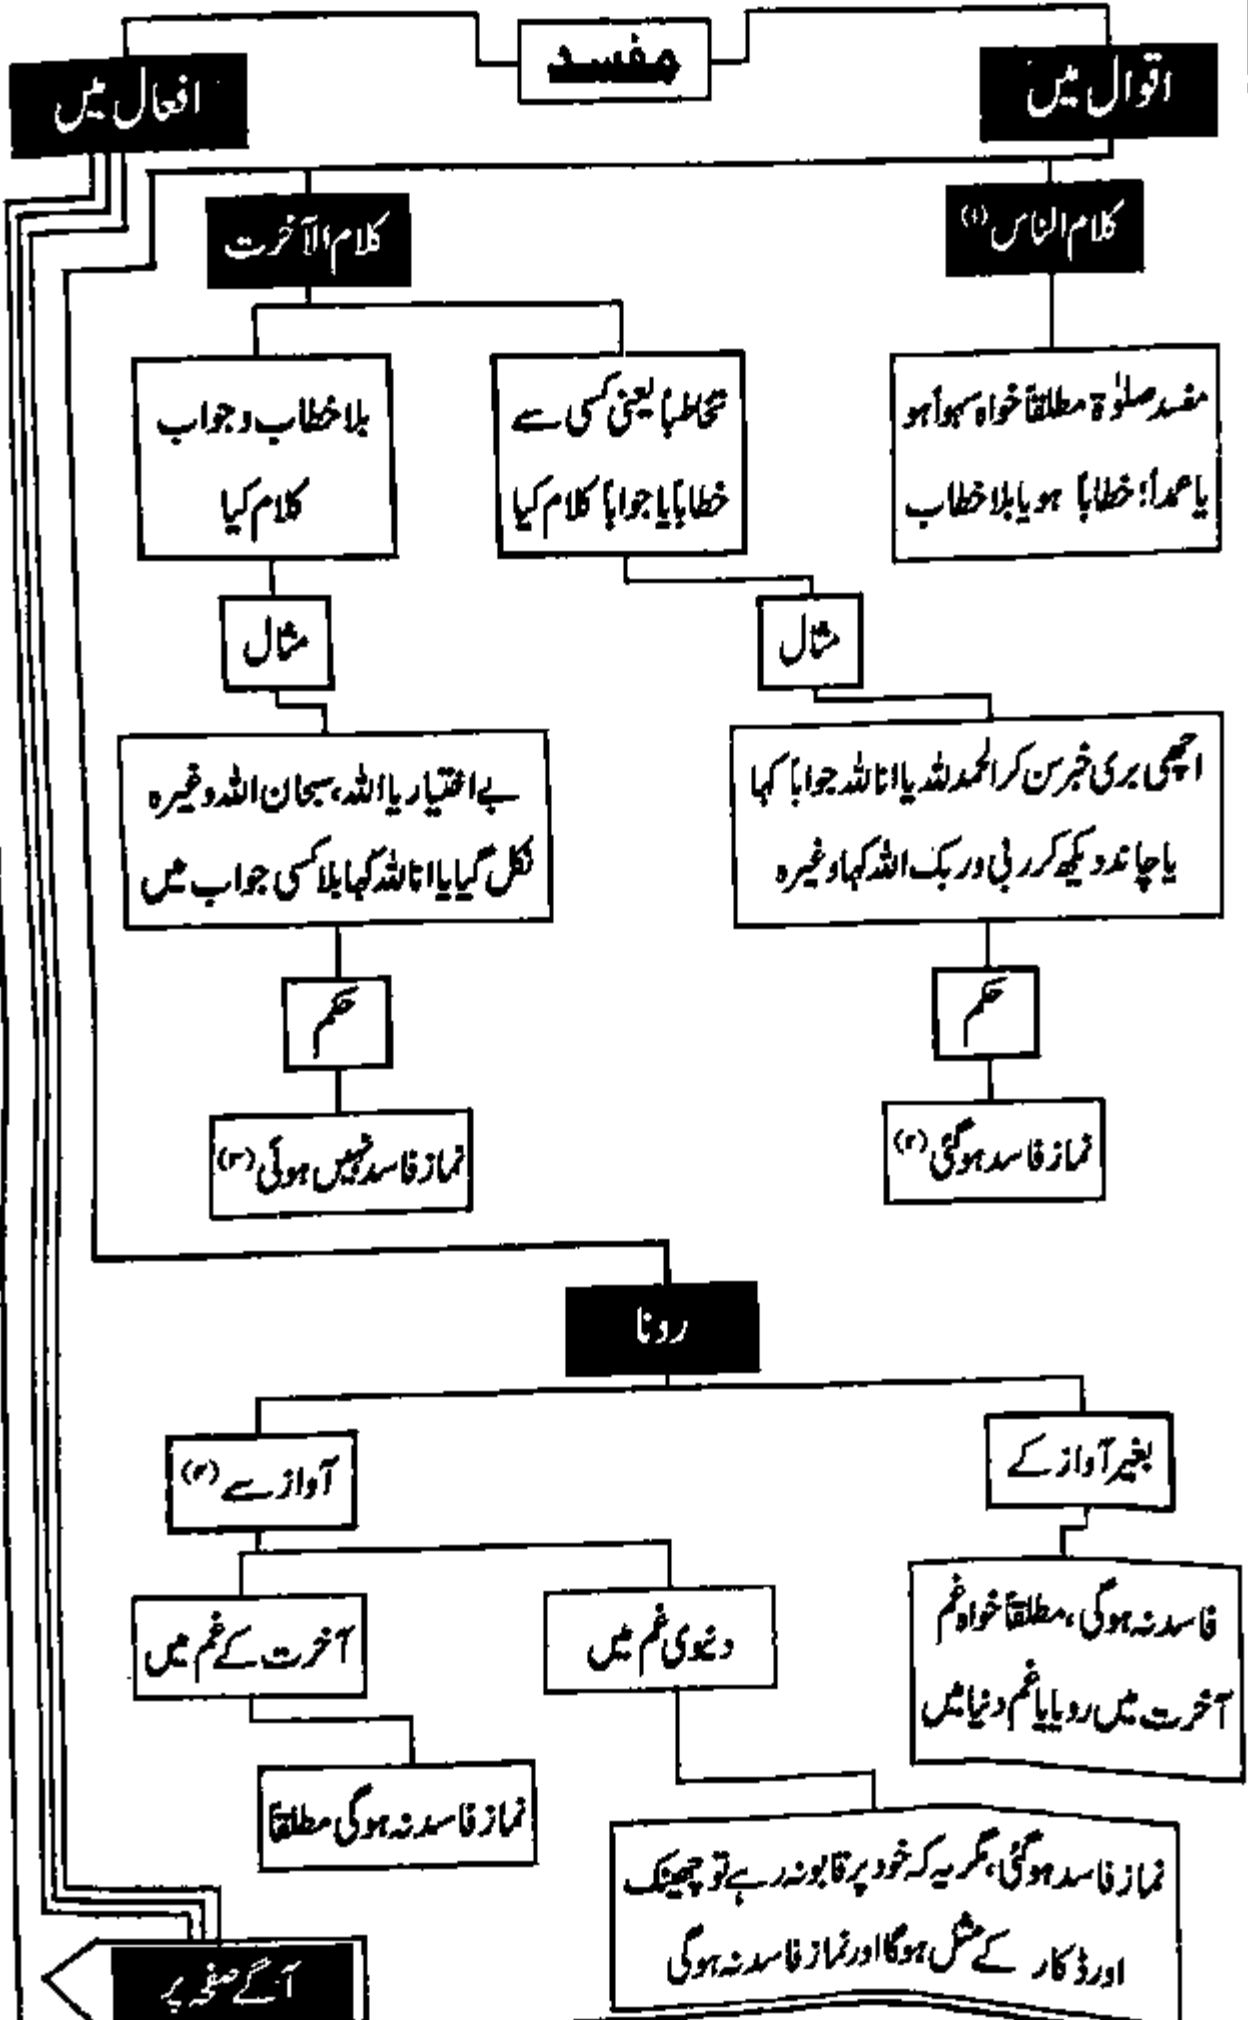 مفسد
اقوال میں
افعال میں
کلام الناس (۱)
کلام الآخرت
مفسد صلوٰۃ مطلقاً خواہ سہواً ہو
یا عمداً؛ خطاباً ہو یا بلا خطاب
تخاطباً یعنی کسی سے
خطاباً یا جواباً کلام کیا
بلا خطاب و جواب
کلام کیا
مثال
مثال
اچھی بری خبر سن کر الحمد للہ یا انا للہ جواباً کہا
یا چاند دیکھ کر ربی وربک اللہ کہا وغیرہ
بے اختیار یا اللہ، سبحان اللہ وغیرہ
نکل گیا یا انا للہ کہا بلا کسی جواب میں
حکم
حکم
نماز فاسد ہوگئی (۲)
نماز فاسد نہیں ہوئی (۳)
رونا
بغیر آواز کے
آواز سے (۴)
فاسد نہ ہوگی، مطلقاً خواہ غم
آخرت میں رویا یا غم دنیا میں
دنیوی غم میں
آخرت کے غم میں
نماز فاسد نہ ہوگی مطلقاً
نماز فاسد ہوگئی، مگر یہ کہ خود پر قابو نہ رہے تو چھینک
اور ڈکار کے مثل ہوگا اور نماز فاسد نہ ہوگی
آگے صفحہ پر